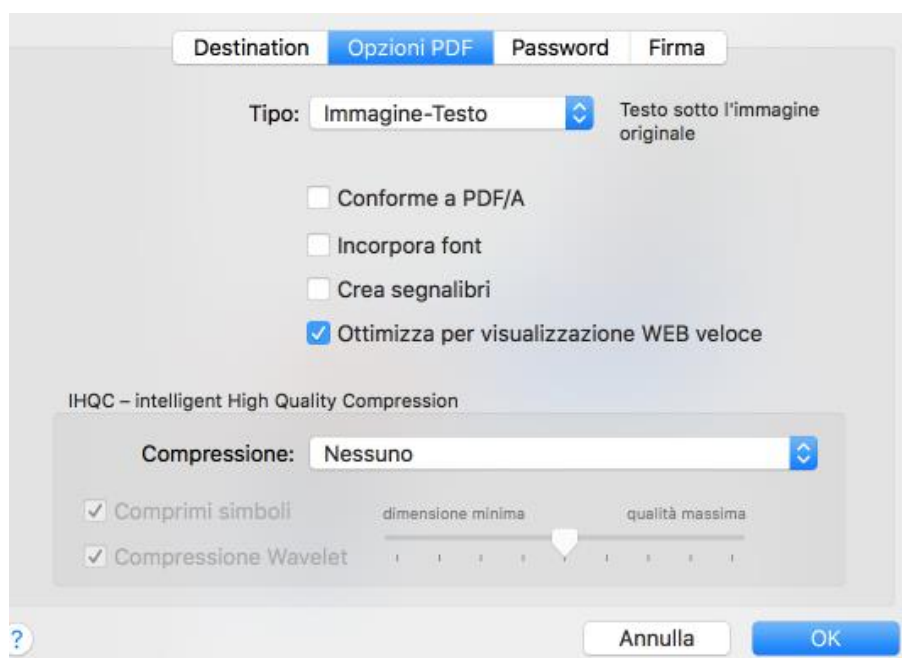 Destination Opzioni PDF Password Firma
Tipo: Immagine-Testo Testo sotto l'immagine
originale
Conforme a PDF/A
Incorpora font
Crea segnalibri
Ottimizza per visualizzazione WEB veloce
IHQC – intelligent High Quality Compression
Compressione: Nessuno
Comprimi simboli dimensione minima qualità massima
Compressione Wavelet
? Annulla OK